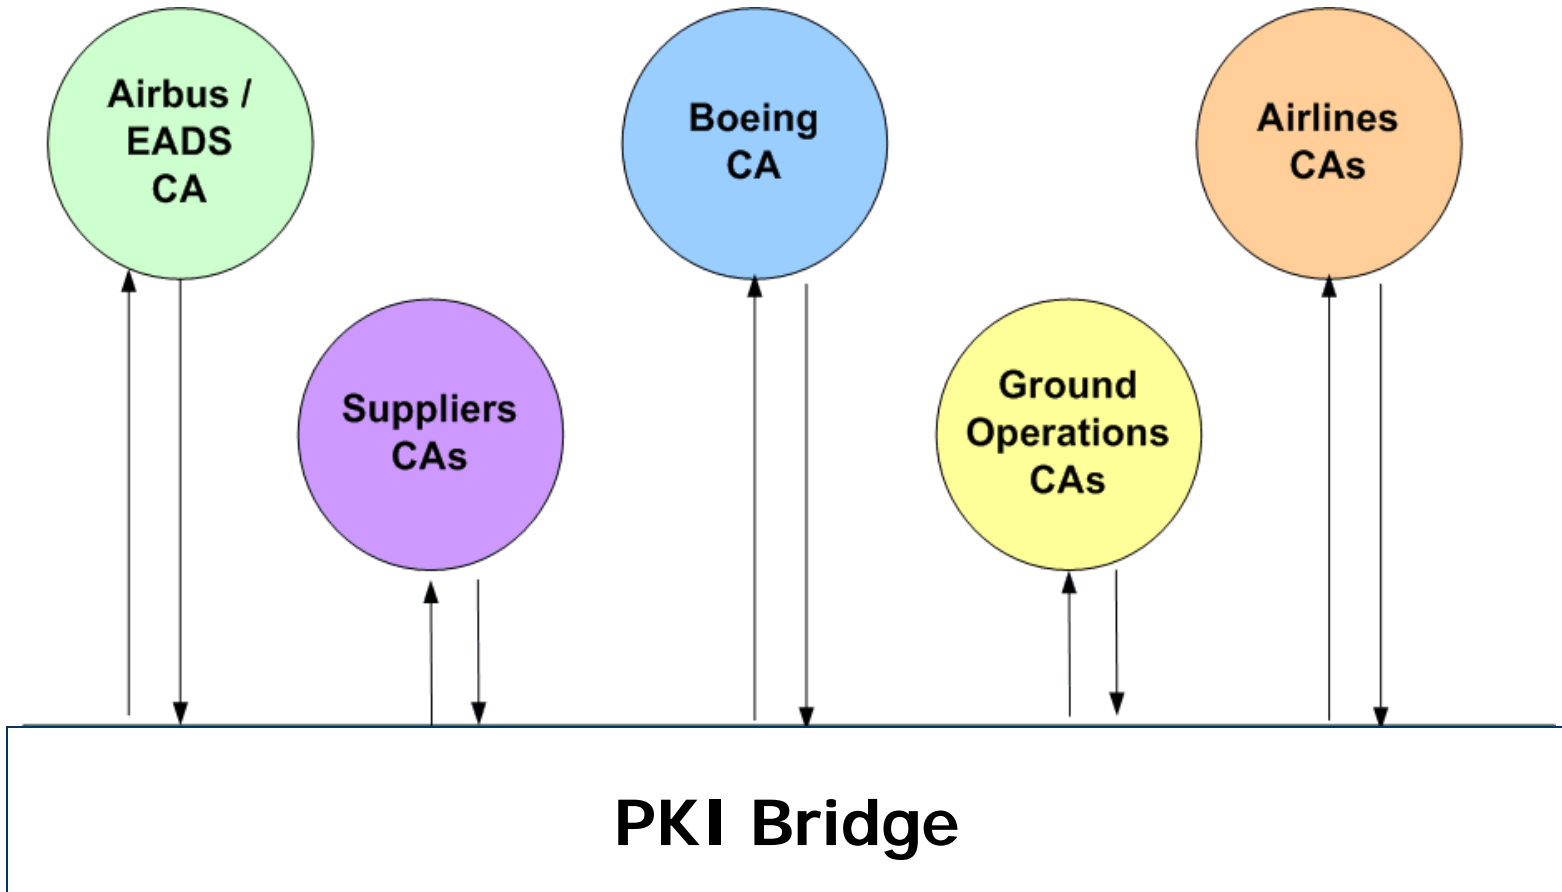 Airbus /
EADS
CA
Boeing
CA
Airlines
CAs
Suppliers
CAs
Ground
Operations
CAs
PKI Bridge